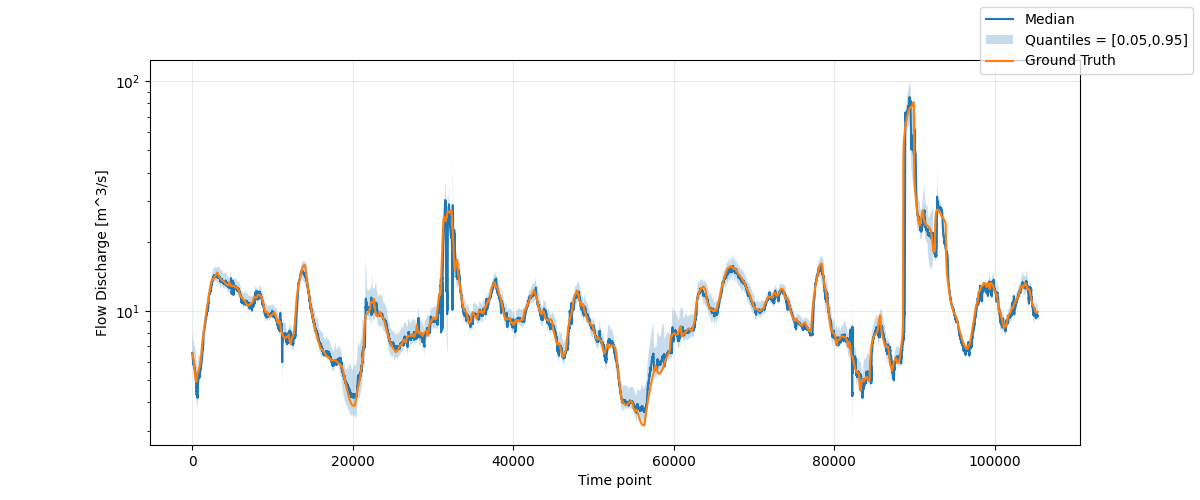 Median
Quantiles = [0.05,0.95]
Ground Truth
10²
10¹
Flow Discharge [m^3/s]
0 20000 40000 60000 80000 100000
Time point